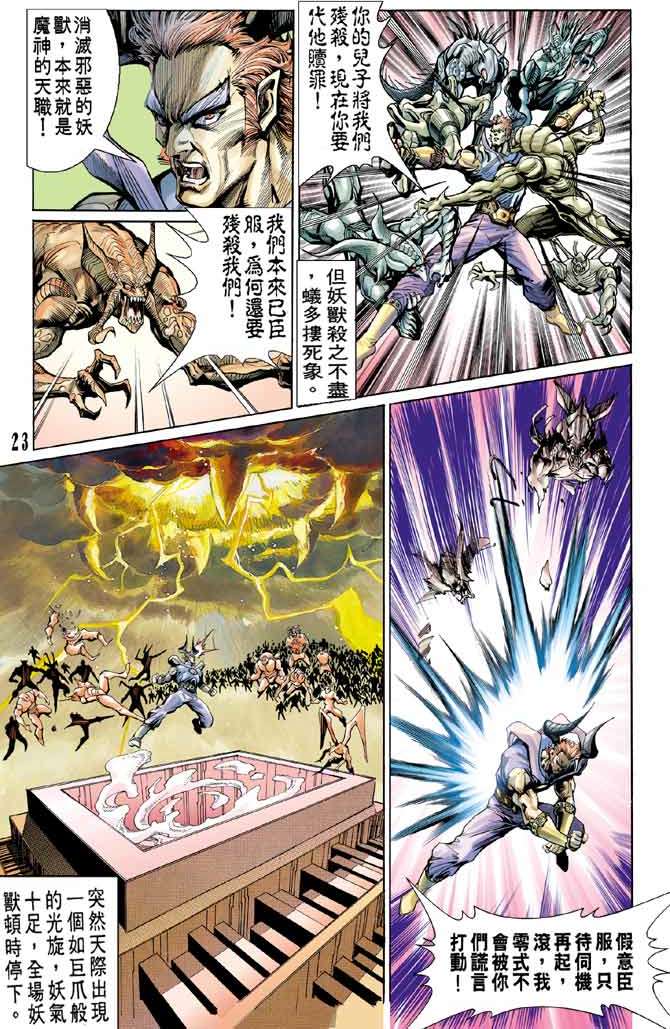 你的兒子將我們
殘殺，現在你要
代他贖罪！
消滅邪惡的妖
獸，本來就是
魔神的天職！
我們本來已臣
服，爲何還要
殘殺我們！
但妖獸殺之不盡
，蟻多摟死象。
23
假意臣
服，只
待伺機
再起，
滾，我
零式不
會被你
們謊言
打動！
突然天際出現
一個如巨爪般
的光旋，妖氣
十足，全場妖
獸頓時停下。